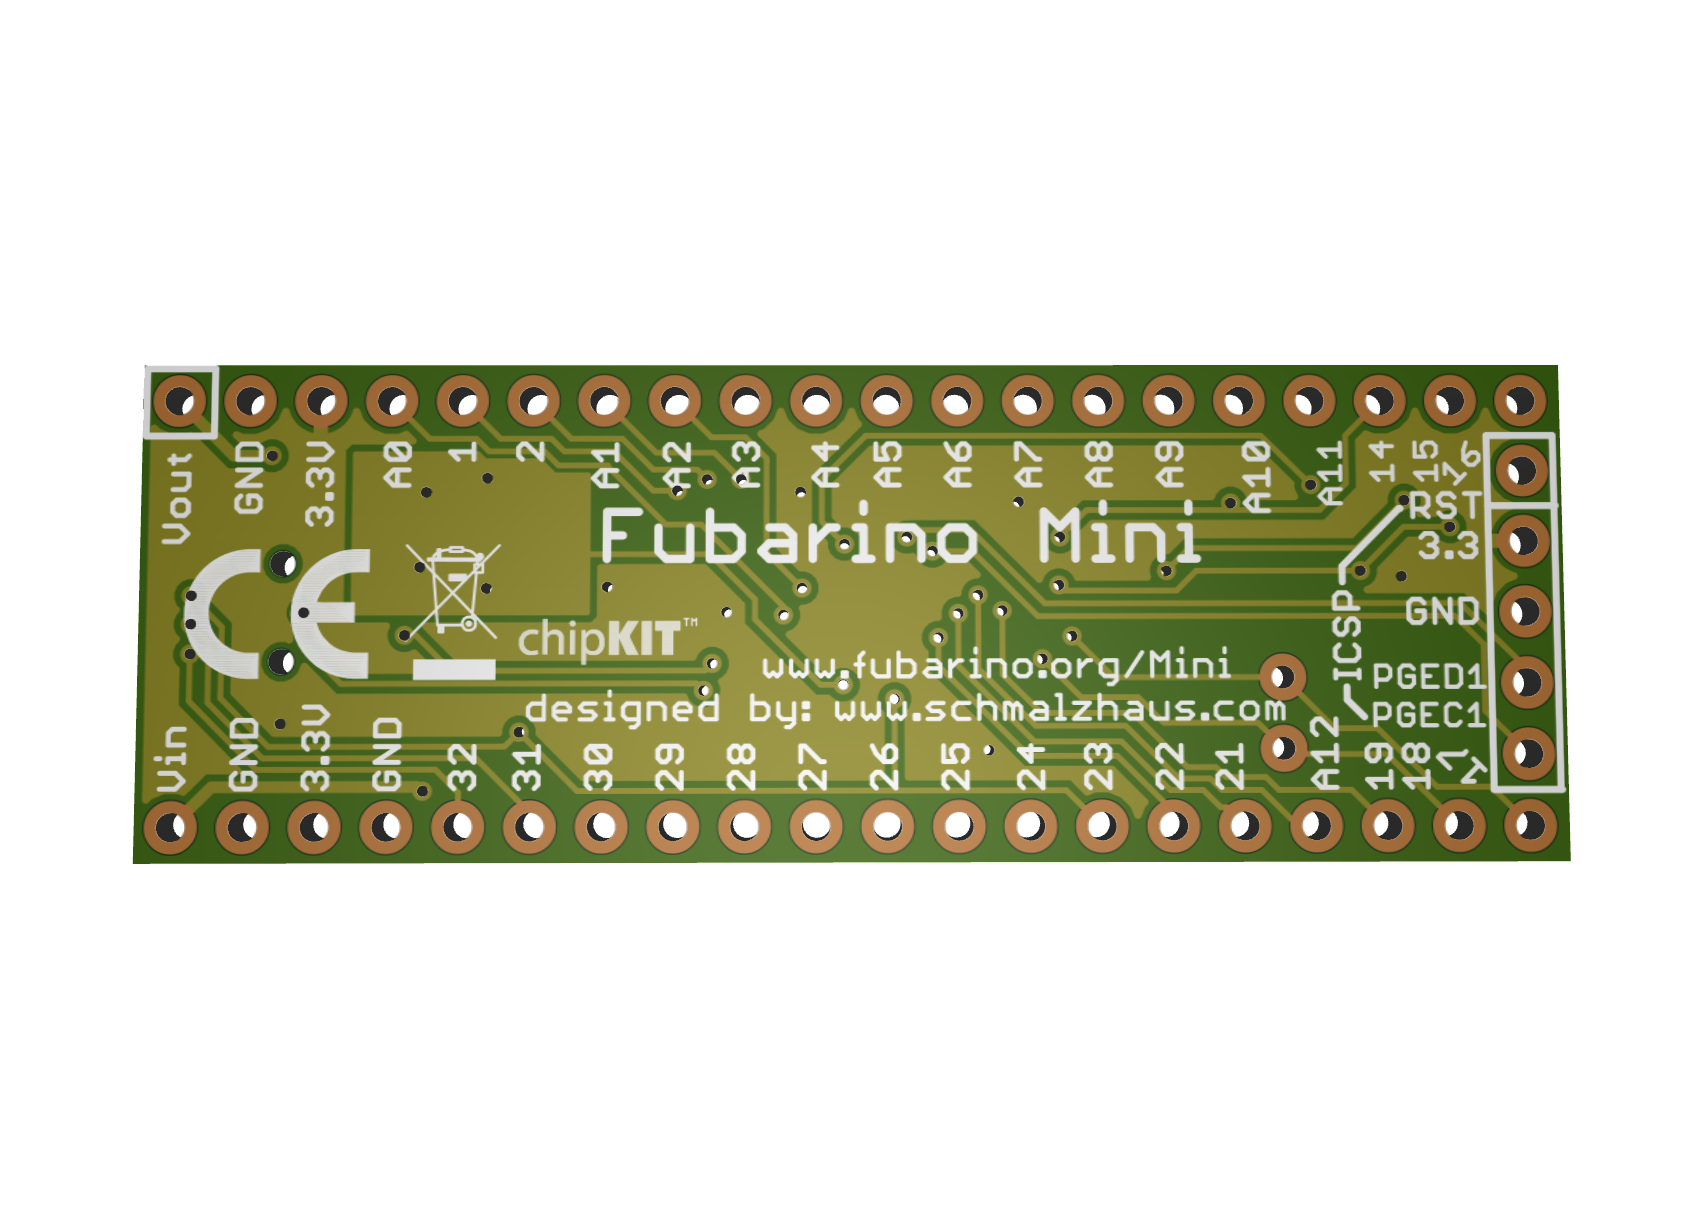 Vout GND 3.3V A0 1 2 A1 A2 A3 A4 A5 A6 A7 A8 A9 A10 A11 14 15 16
RST
Fubarino Mini
3.3
CE
GND
ICSP
chipKIT™
www.fubarino.org/Mini
PGED1
designed by: www.schmalzhaus.com
PGEC1
Vin GND 3.3V GND 32 31 30 29 28 27 26 25 24 23 22 21 A12 19 18 17